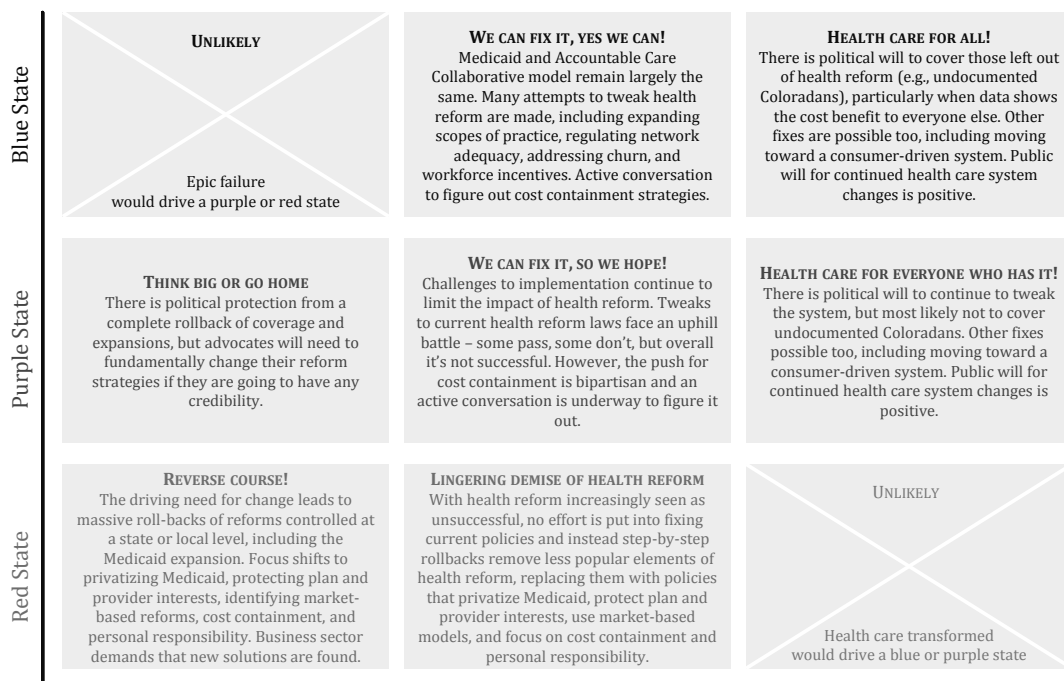 Blue State
UNLIKELY
Epic failure
would drive a purple or red state
WE CAN FIX IT, YES WE CAN!
Medicaid and Accountable Care
Collaborative model remain largely the
same. Many attempts to tweak health
reform are made, including expanding
scopes of practice, regulating network
adequacy, addressing churn, and
workforce incentives. Active conversation
to figure out cost containment strategies.
HEALTH CARE FOR ALL!
There is political will to cover those left out
of health reform (e.g., undocumented
Coloradans), particularly when data shows
the cost benefit to everyone else. Other
fixes are possible too, including moving
toward a consumer-driven system. Public
will for continued health care system
changes is positive.
Purple State
THINK BIG OR GO HOME
There is political protection from a
complete rollback of coverage and
expansions, but advocates will need to
fundamentally change their reform
strategies if they are going to have any
credibility.
WE CAN FIX IT, SO WE HOPE!
Challenges to implementation continue to
limit the impact of health reform. Tweaks
to current health reform laws face an uphill
battle – some pass, some don't, but overall
it's not successful. However, the push for
cost containment is bipartisan and an
active conversation is underway to figure it
out.
HEALTH CARE FOR EVERYONE WHO HAS IT!
There is political will to continue to tweak
the system, but most likely not to cover
undocumented Coloradans. Other fixes
possible too, including moving toward a
consumer-driven system. Public will for
continued health care system changes is
positive.
Red State
REVERSE COURSE!
The driving need for change leads to
massive roll-backs of reforms controlled at
a state or local level, including the
Medicaid expansion. Focus shifts to
privatizing Medicaid, protecting plan and
provider interests, identifying market-
based reforms, cost containment, and
personal responsibility. Business sector
demands that new solutions are found.
LINGERING DEMISE OF HEALTH REFORM
With health reform increasingly seen as
unsuccessful, no effort is put into fixing
current policies and instead step-by-step
rollbacks remove less popular elements of
health reform, replacing them with policies
that privatize Medicaid, protect plan and
provider interests, use market-based
models, and focus on cost containment and
personal responsibility.
UNLIKELY
Health care transformed
would drive a blue or purple state